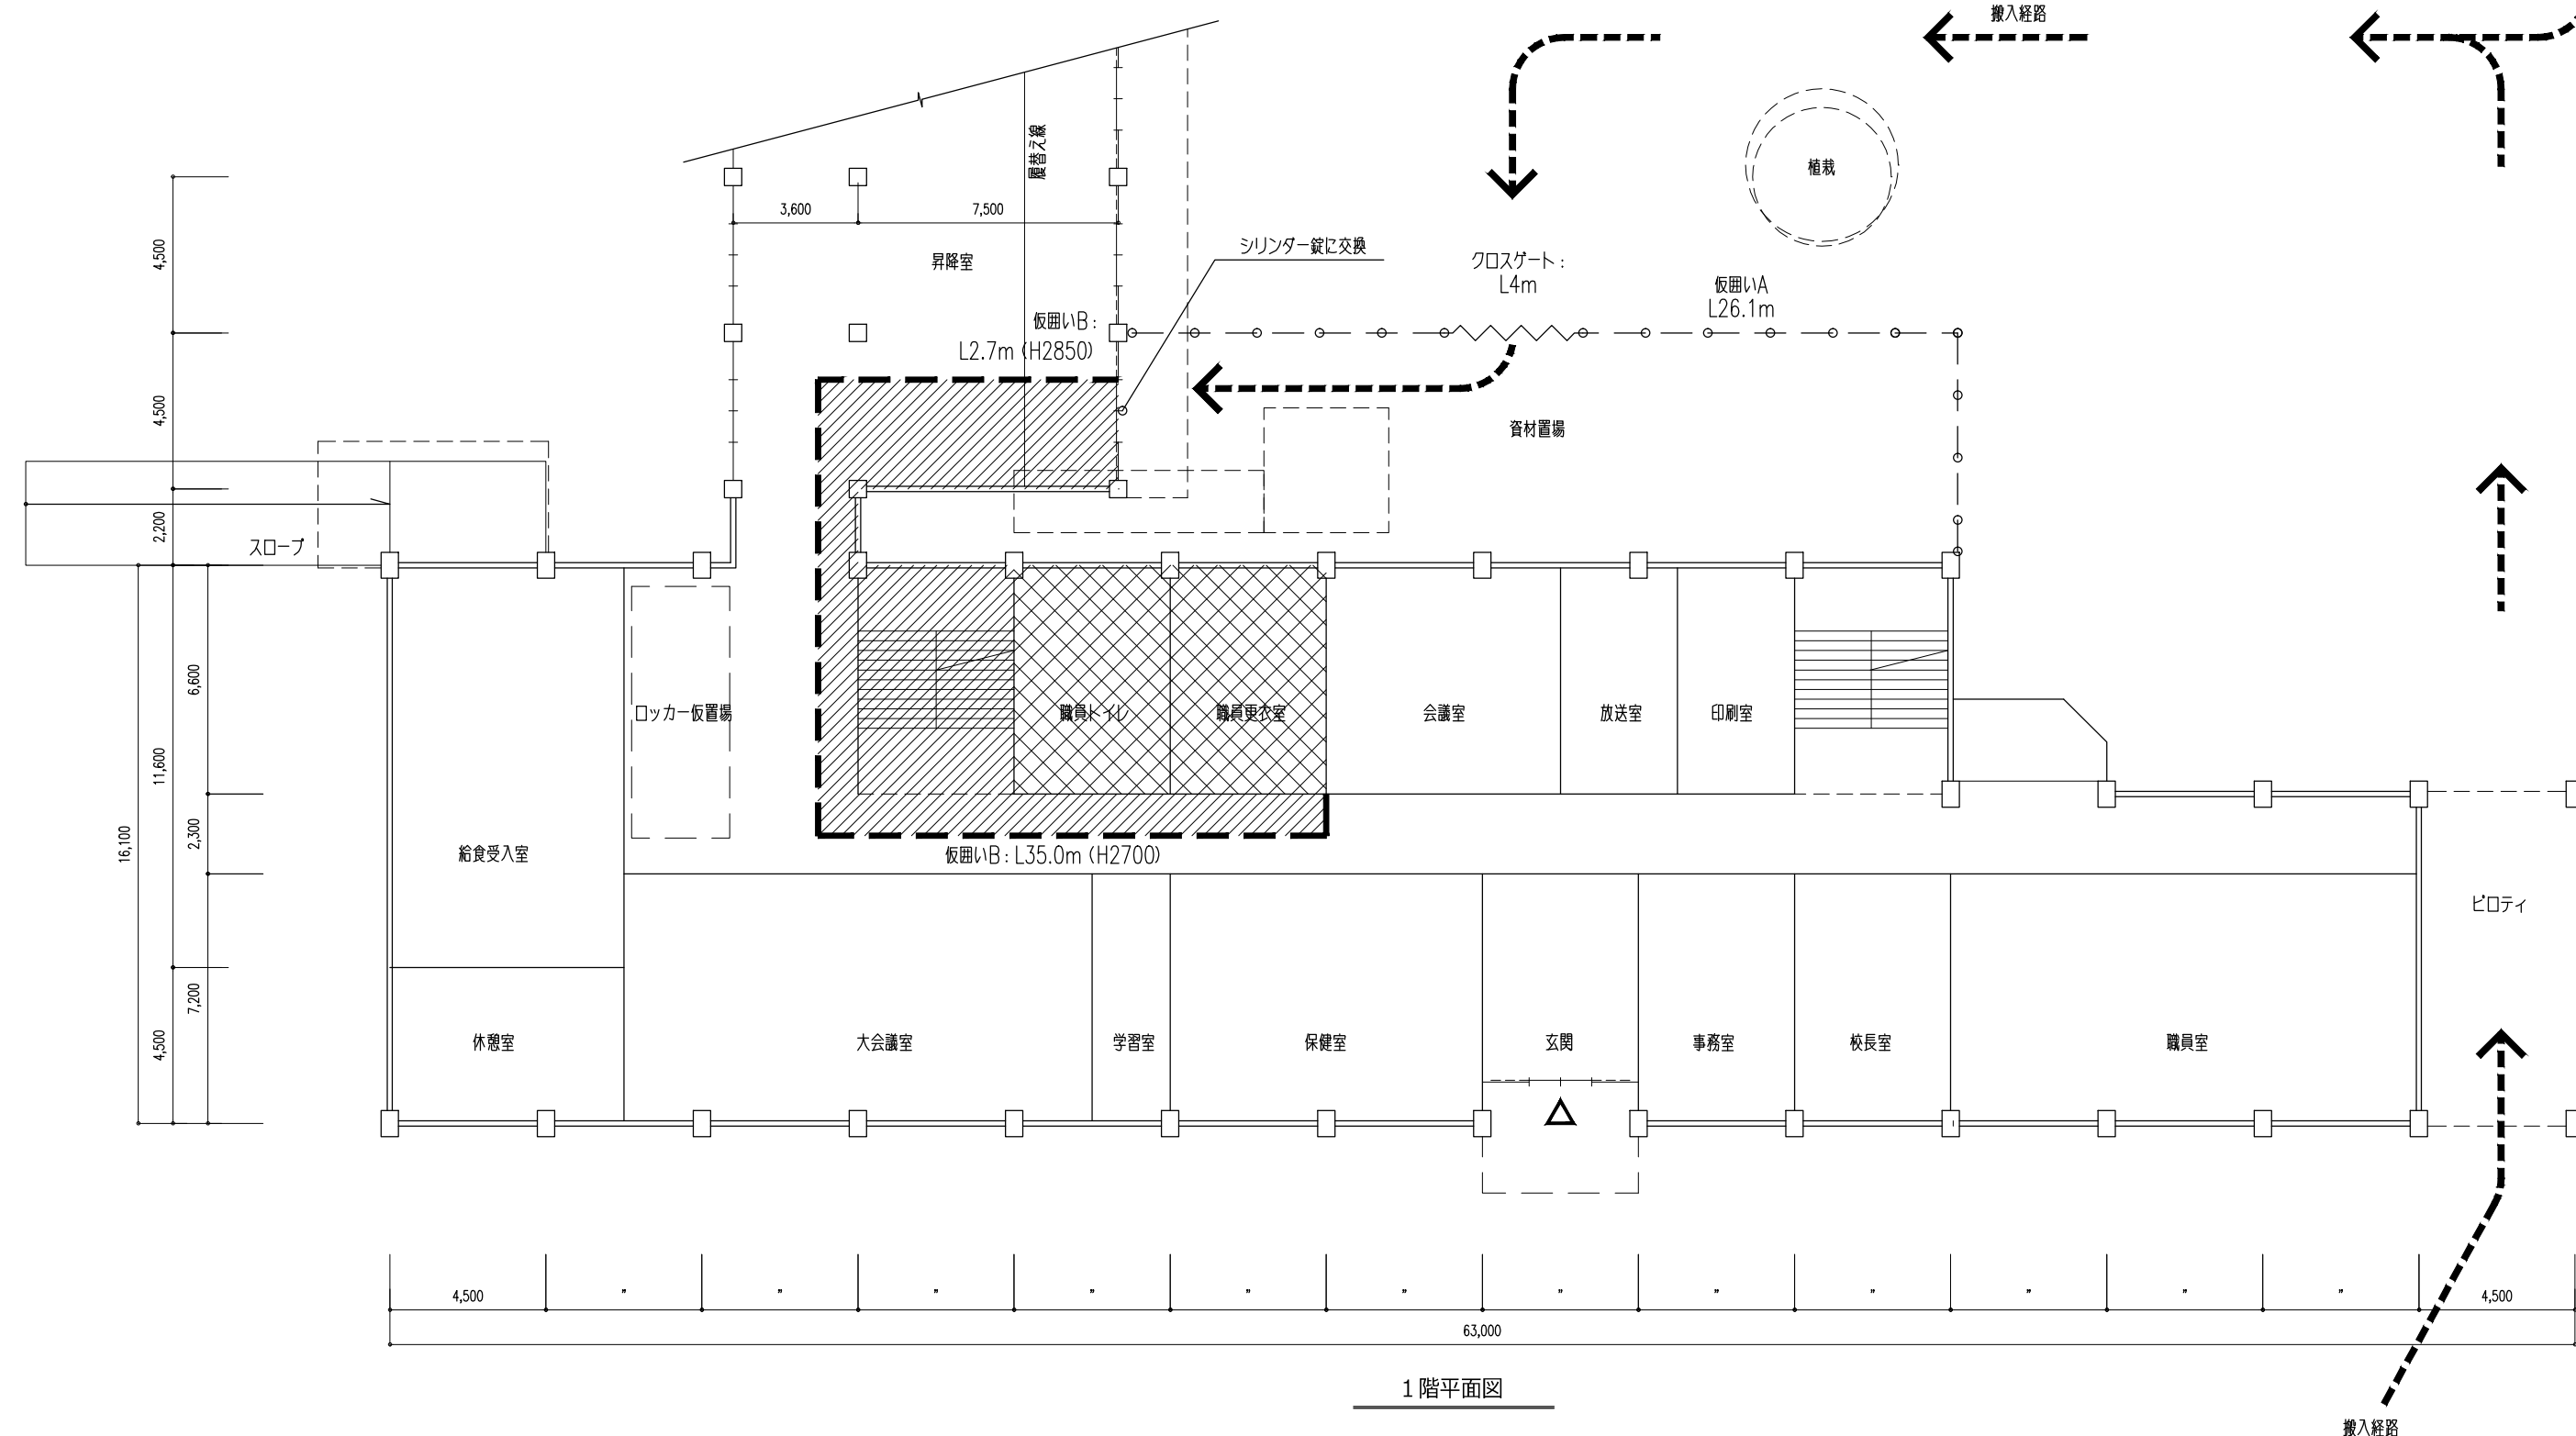 搬入経路
履替え線
植栽
3,600
7,500
4,500
昇降室
シリンダー錠に交換
クロスゲート：
L4m
仮囲いA
L26.1m
仮囲いB：
L2.7m (H2850)
4,500
資材置場
2,200
スロープ
6,600
ロッカー仮置場
職員トイレ
職員更衣室
会議室
放送室
印刷室
11,600
16,100
2,300
給食受入室
仮囲いB：L35.0m (H2700)
ピロティ
7,200
4,500
休憩室
大会議室
学習室
保健室
玄関
事務室
校長室
職員室
4,500
〃
〃
〃
〃
〃
〃
〃
〃
〃
〃
〃
〃
4,500
63,000
1階平面図
搬入経路